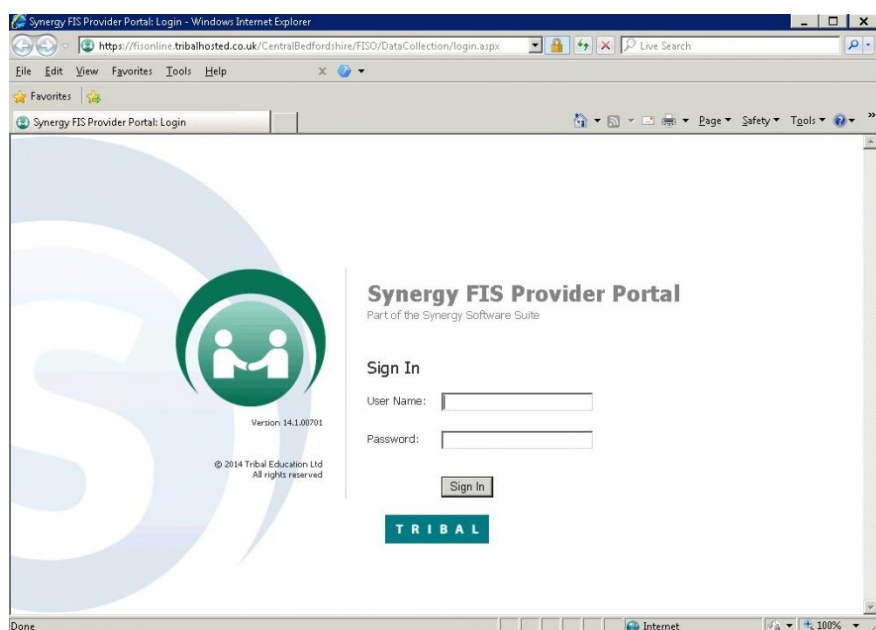 Synergy FIS Provider Portal: Login - Windows Internet Explorer
https://fisonline.tribalhosted.co.uk/CentralBedfordshire/FISO/DataCollection/login.aspx
Live Search
File Edit View Favorites Tools Help
Favorites
Synergy FIS Provider Portal: Login
Page Safety Tools
Synergy FIS Provider Portal
Part of the Synergy Software Suite
Sign In
User Name:
Version 14.1.00701
Password:
© 2014 Tribal Education Ltd
All rights reserved
Sign In
TRIBAL
Done
Internet
100%